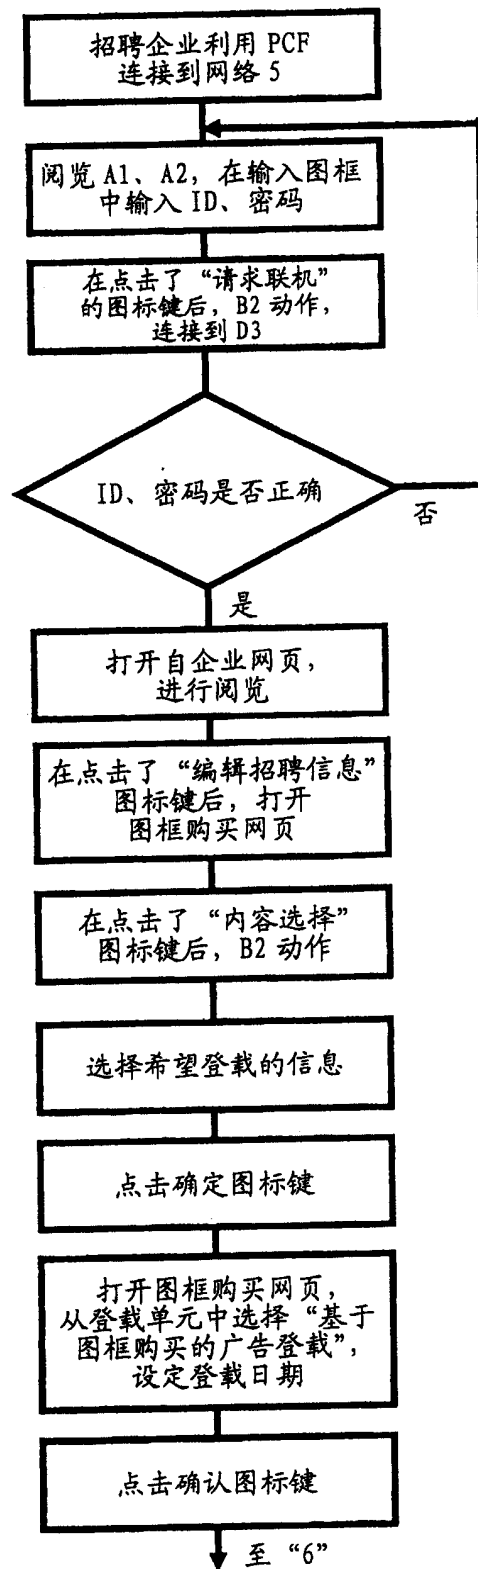 招聘企业利用 PCF
连接到网络 5
阅览 A1、A2，在输入图框
中输入 ID、密码
在点击了“请求联机”
的图标键后，B2 动作，
连接到 D3
ID、密码是否正确
否
是
打开自企业网页，
进行阅览
在点击了“编辑招聘信息”
图标键后，打开
图框购买网页
在点击了“内容选择”
图标键后，B2 动作
选择希望登载的信息
点击确定图标键
打开图框购买网页，
从登载单元中选择“基于
图框购买的广告登载”，
设定登载日期
点击确认图标键
至“6”